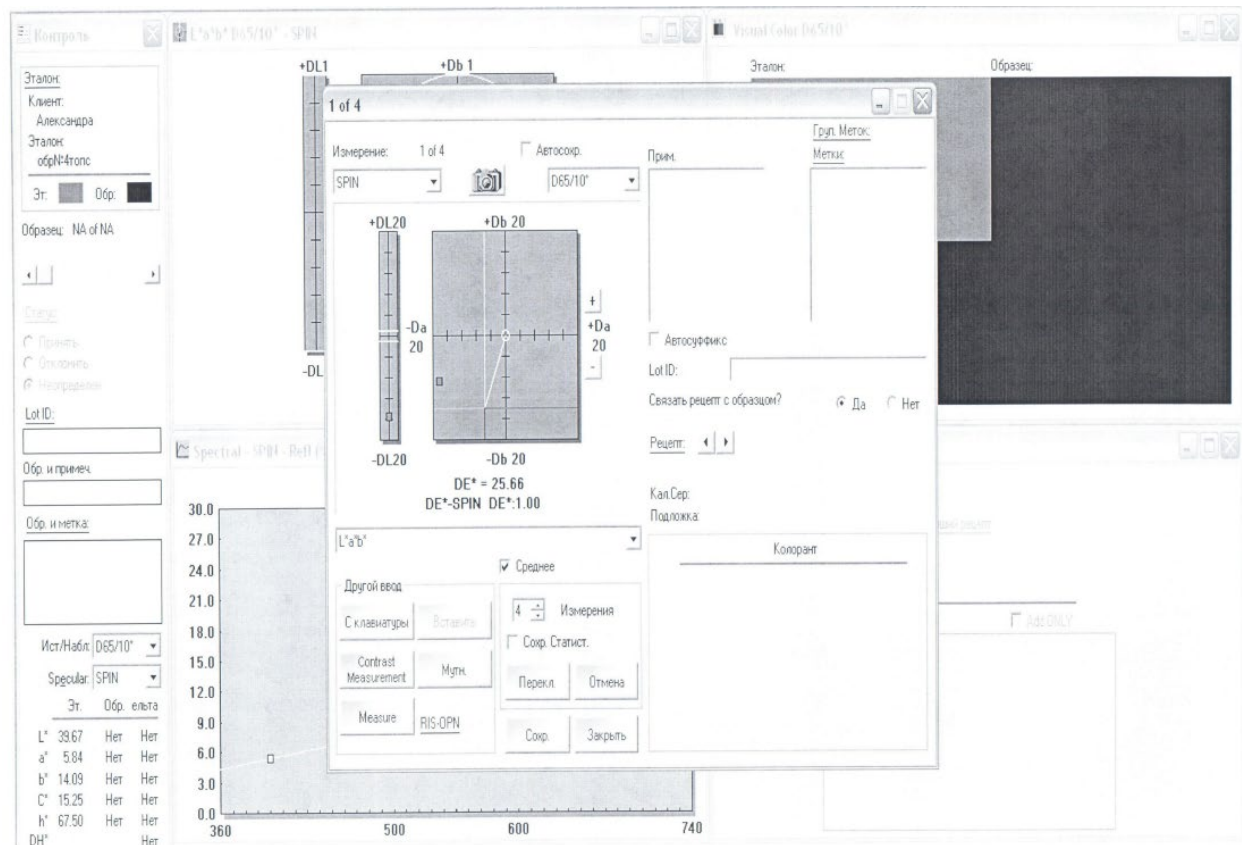 Контроль
Эталон:
Клиент:
Александра
Эталон:
обр№4топс
Эт: Обр:
Образец: NA of NA
Статус:
Принять
Отклонить
Неопределен
Lot ID:
Обр. и примеч.
Обр. и метка:
Ист/Набл: D65/10°
Specular: SPIN
Эт. Обр. ельта
L* 39.67 Нет Нет
a* 5.84 Нет Нет
b* 14.09 Нет Нет
C* 15.25 Нет Нет
h* 67.50 Нет Нет
DH* Нет
L*a*b* D65/10° - SPIN
+DL1 +Db 1
-DL
Spectral - SPIN - Refl
30.0
27.0
24.0
21.0
18.0
15.0
12.0
9.0
6.0
3.0
0.0
360 500 600 740
1 of 4
Измерение: 1 of 4
Автосохр.
SPIN
D65/10°
+DL20 +Db 20
-Da
20
+
+Da
20
-
-DL20 -Db 20
DE* = 25.66
DE*-SPIN DE*:1.00
L*a*b*
Среднее
Другой ввод
С клавиатуры
Вставить
Contrast
Measurement
Мутн.
Measure
RIS-OPN
4 Измерения
Сохр. Статист.
Перекл.
Отмена
Сохр.
Закрыть
Прим.
Груп. Меток:
Метки:
Автосуффикс
Lot ID:
Связать рецепт с образцом? Да Нет
Рецепт:
Кал.Сер:
Подложка:
Колорант
Visual Color D65/10°
Эталон: Образец:
рецепт
Add ONLY